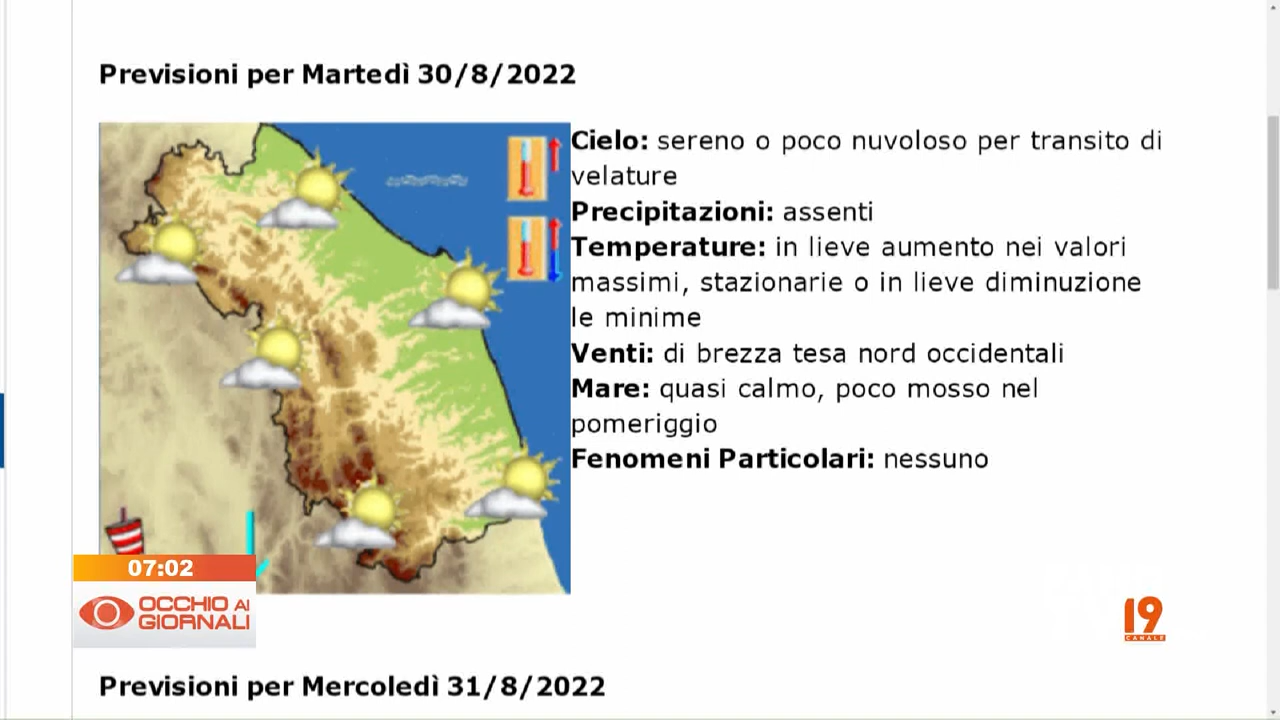 Previsioni per Martedì 30/8/2022
Cielo: sereno o poco nuvoloso per transito di
velature
Precipitazioni: assenti
Temperature: in lieve aumento nei valori
massimi, stazionarie o in lieve diminuzione
le minime
Venti: di brezza tesa nord occidentali
Mare: quasi calmo, poco mosso nel
pomeriggio
Fenomeni Particolari: nessuno
07:02
OCCHIO AI
GIORNALI
19
CANALE
Previsioni per Mercoledì 31/8/2022